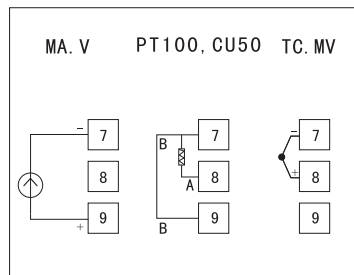 MA. V PT100, CU50 TC. MV
− 7 B 7 − 7
8 A 8 + 8
+ 9 B 9 9